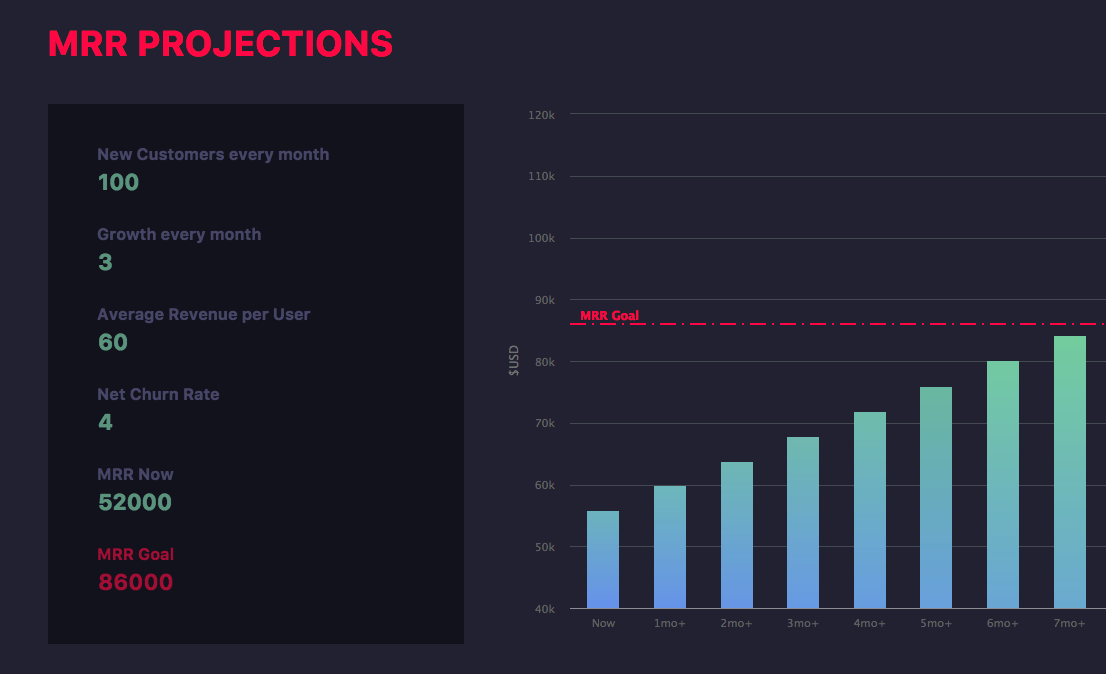 MRR PROJECTIONS
New Customers every month
100
Growth every month
3
Average Revenue per User
60
Net Churn Rate
4
MRR Now
52000
MRR Goal
86000
120k
110k
100k
90k
MRR Goal
$USD
80k
70k
60k
50k
40k
Now 1mo+ 2mo+ 3mo+ 4mo+ 5mo+ 6mo+ 7mo+